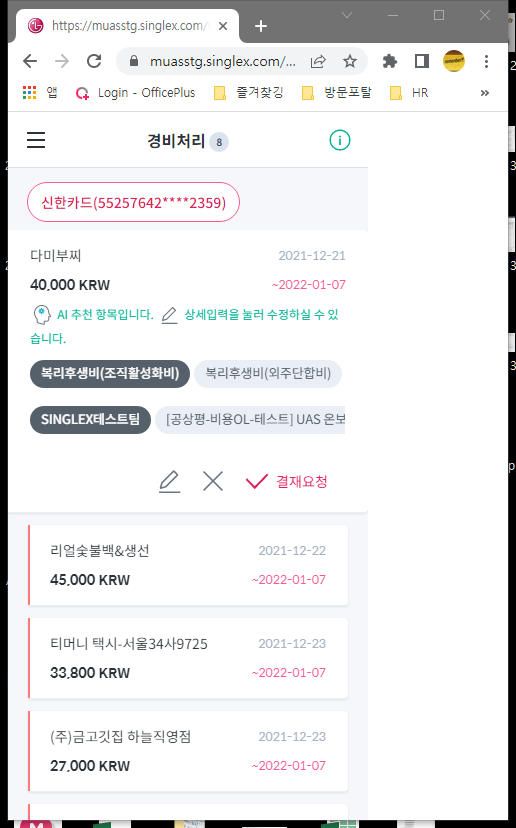 https://muasstg.singlex.com/or
muasstg.singlex.com/...
앱
Login - OfficePlus
즐겨찾깅
방문포탈
HR
경비처리 8
신한카드(55257642****2359)
다미부찌 2021-12-21
40,000 KRW ~2022-01-07
AI 추천 항목입니다. 상세입력을 눌러 수정하실 수 있
습니다.
복리후생비(조직활성화비) 복리후생비(외주단합비)
SINGLEX테스트팀 [공상평-비용OL-테스트] UAS 온보
결재요청
리얼숯불백&생선 2021-12-22
45,000 KRW ~2022-01-07
티머니 택시-서울34사9725 2021-12-23
33,800 KRW ~2022-01-07
(주)금고깃집 하늘직영점 2021-12-23
27,000 KRW ~2022-01-07